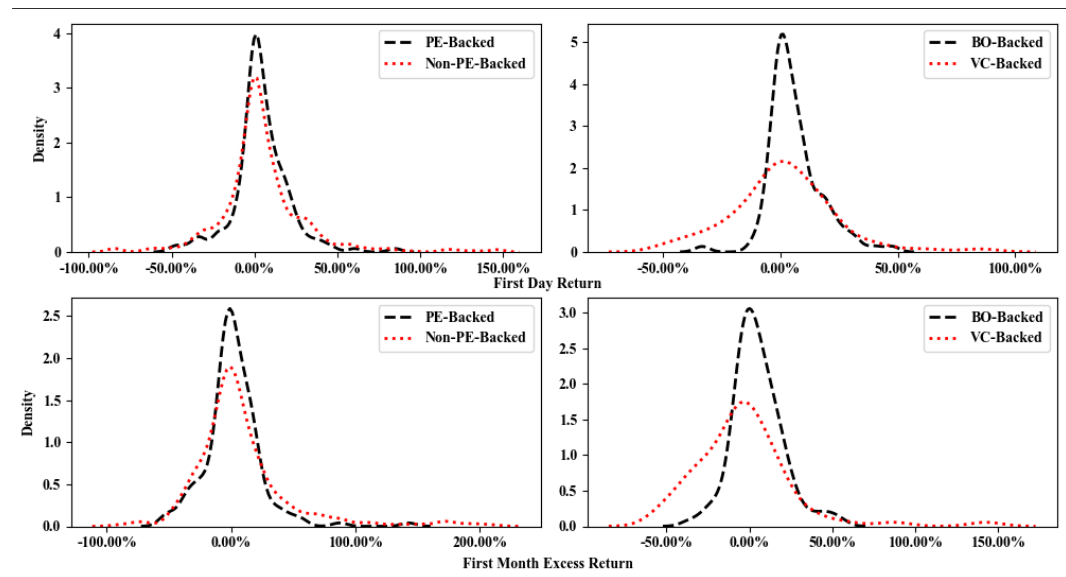 4
3
2
1
0
Density
PE-Backed
Non-PE-Backed
-100.00% -50.00% 0.00% 50.00% 100.00% 150.00%
5
4
3
2
1
0
BO-Backed
VC-Backed
-50.00% 0.00% 50.00% 100.00%
First Day Return
2.5
2.0
1.5
1.0
0.5
0.0
Density
PE-Backed
Non-PE-Backed
-100.00% 0.00% 100.00% 200.00%
3.0
2.5
2.0
1.5
1.0
0.5
0.0
BO-Backed
VC-Backed
-50.00% 0.00% 50.00% 100.00% 150.00%
First Month Excess Return